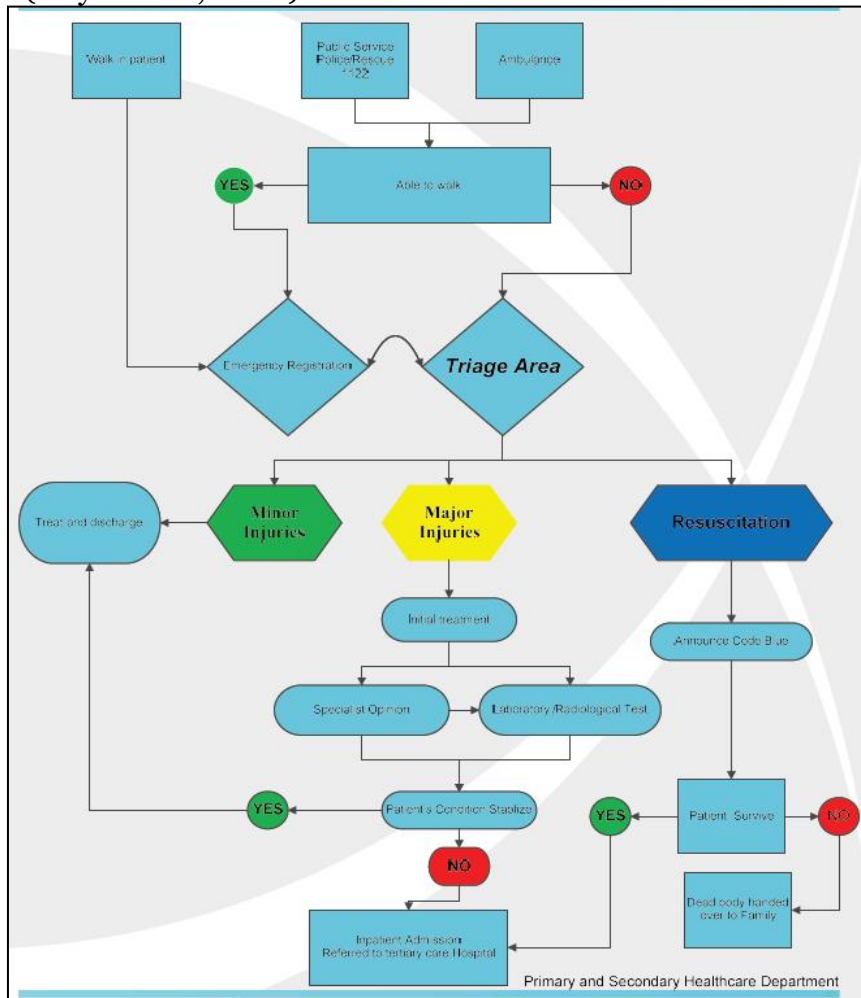 Walk in patient
Public Service
Police/Rescue
1122
Ambulance
YES
Able to walk
NO
Emergency Registration
Triage Area
Minor
Injuries
Major
Injuries
Resuscitation
Treat and discharge
Initial treatment
Announce Code Blue
Specialist Opinion
Laboratory /Radiological Test
YES
Patient's Condition Stablize
YES
Patient Survive
NO
NO
Dead body handed
over to Family
Inpatient Admission
Referred to tertiary care Hospital
Primary and Secondary Healthcare Department